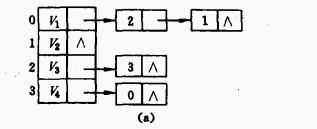 0 V₁ 2 1 ∧
1 V₂ ∧
2 V₃ 3 ∧
3 V₄ 0 ∧
(a)